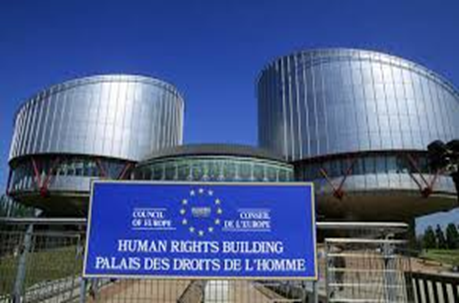 COUNCIL OF EUROPE
CONSEIL DE L'EUROPE
HUMAN RIGHTS BUILDING
PALAIS DES DROITS DE L'HOMME